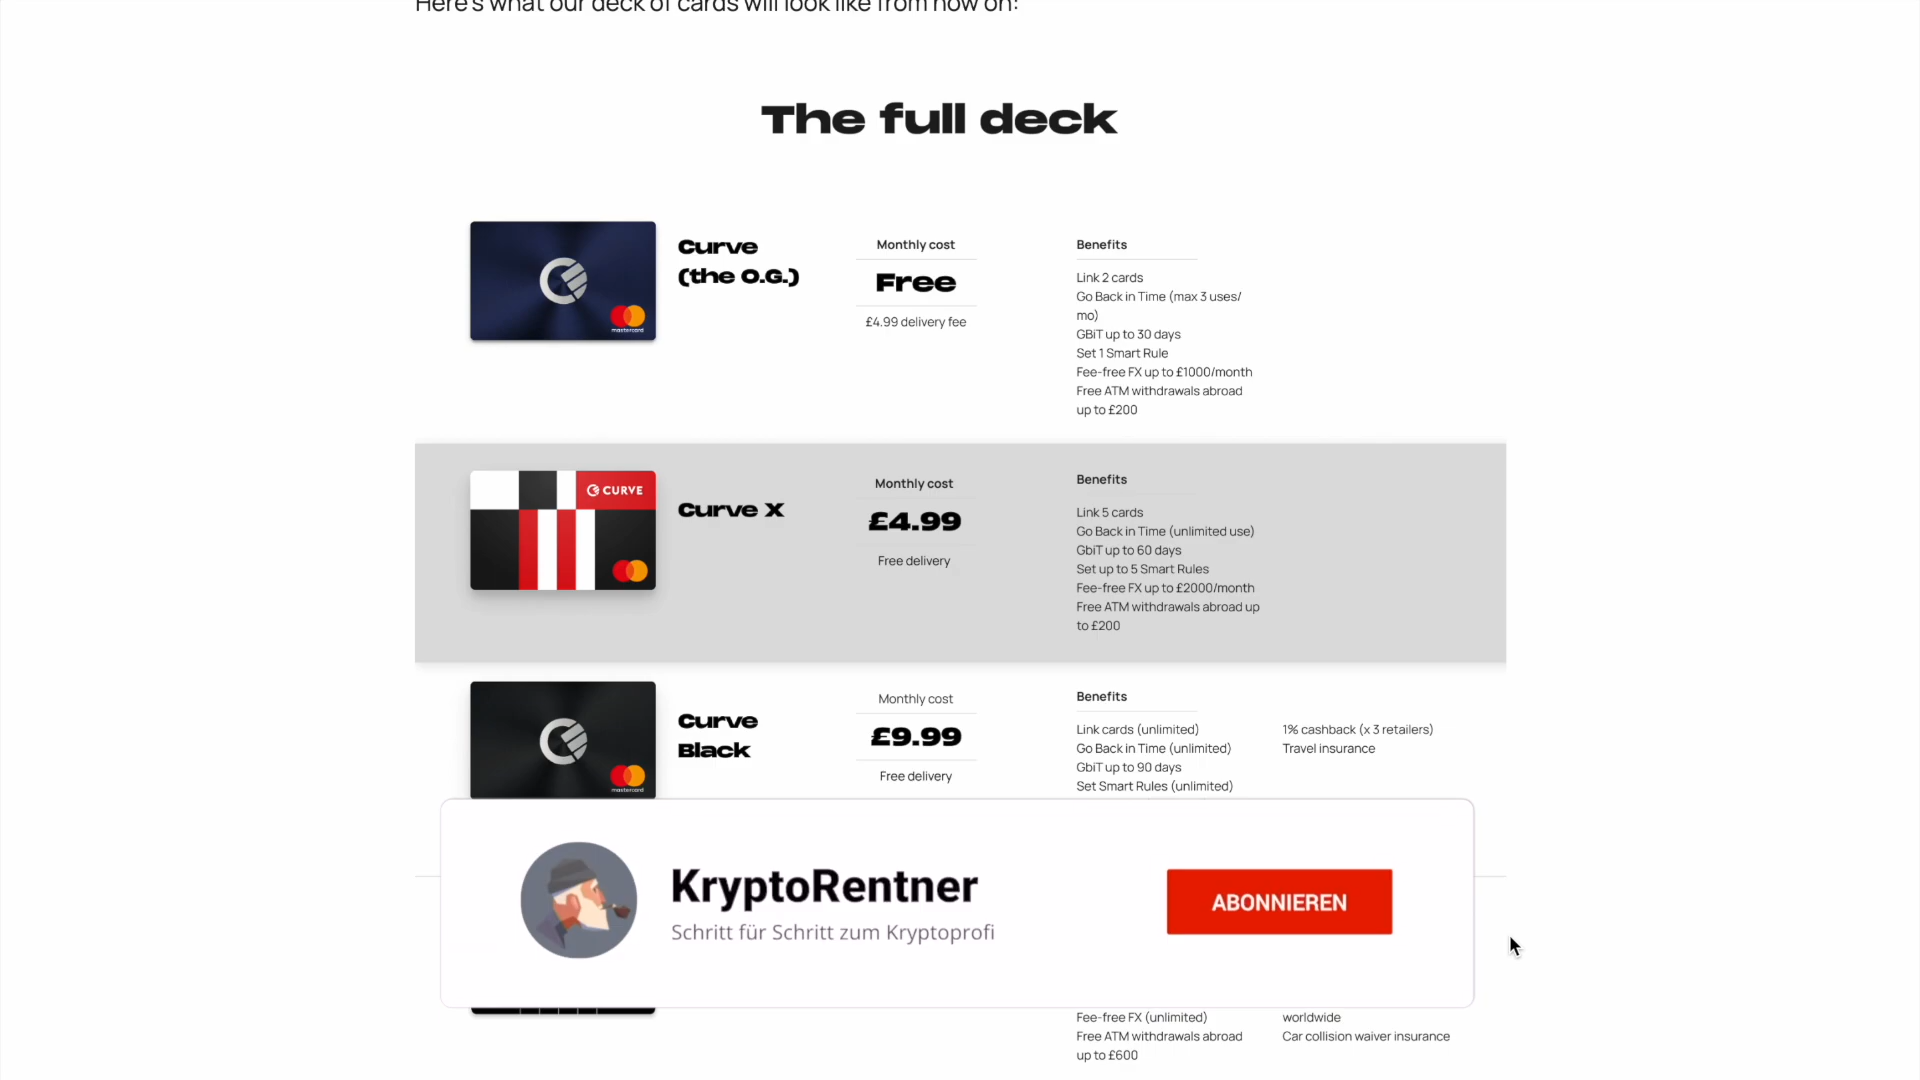 Here's what our deck of cards will look like from now on:
The full deck
mastercard
Curve
(the O.G.)
Monthly cost
Free
£4.99 delivery fee
Benefits
Link 2 cards
Go Back in Time (max 3 uses/
mo)
GBiT up to 30 days
Set 1 Smart Rule
Fee-free FX up to £1000/month
Free ATM withdrawals abroad
up to £200
CURVE
Curve X
Monthly cost
£4.99
Free delivery
Benefits
Link 5 cards
Go Back in Time (unlimited use)
GbiT up to 60 days
Set up to 5 Smart Rules
Fee-free FX up to £2000/month
Free ATM withdrawals abroad up
to £200
mastercard
Curve
Black
Monthly cost
£9.99
Free delivery
Benefits
Link cards (unlimited)
Go Back in Time (unlimited)
GbiT up to 90 days
Set Smart Rules (unlimited)
1% cashback (x 3 retailers)
Travel insurance
KryptoRentner
Schritt für Schritt zum Kryptoprofi
ABONNIEREN
Fee-free FX (unlimited)
Free ATM withdrawals abroad
up to £600
worldwide
Car collision waiver insurance